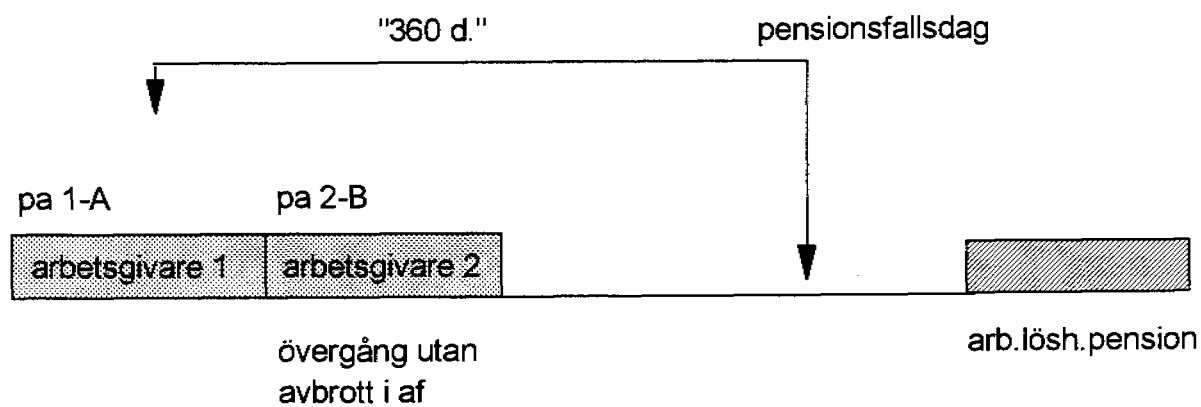 "360 d."
pensionsfallsdag
pa 1-A
pa 2-B
arbetsgivare 1
arbetsgivare 2
övergång utan
avbrott i af
arb.lösh.pension